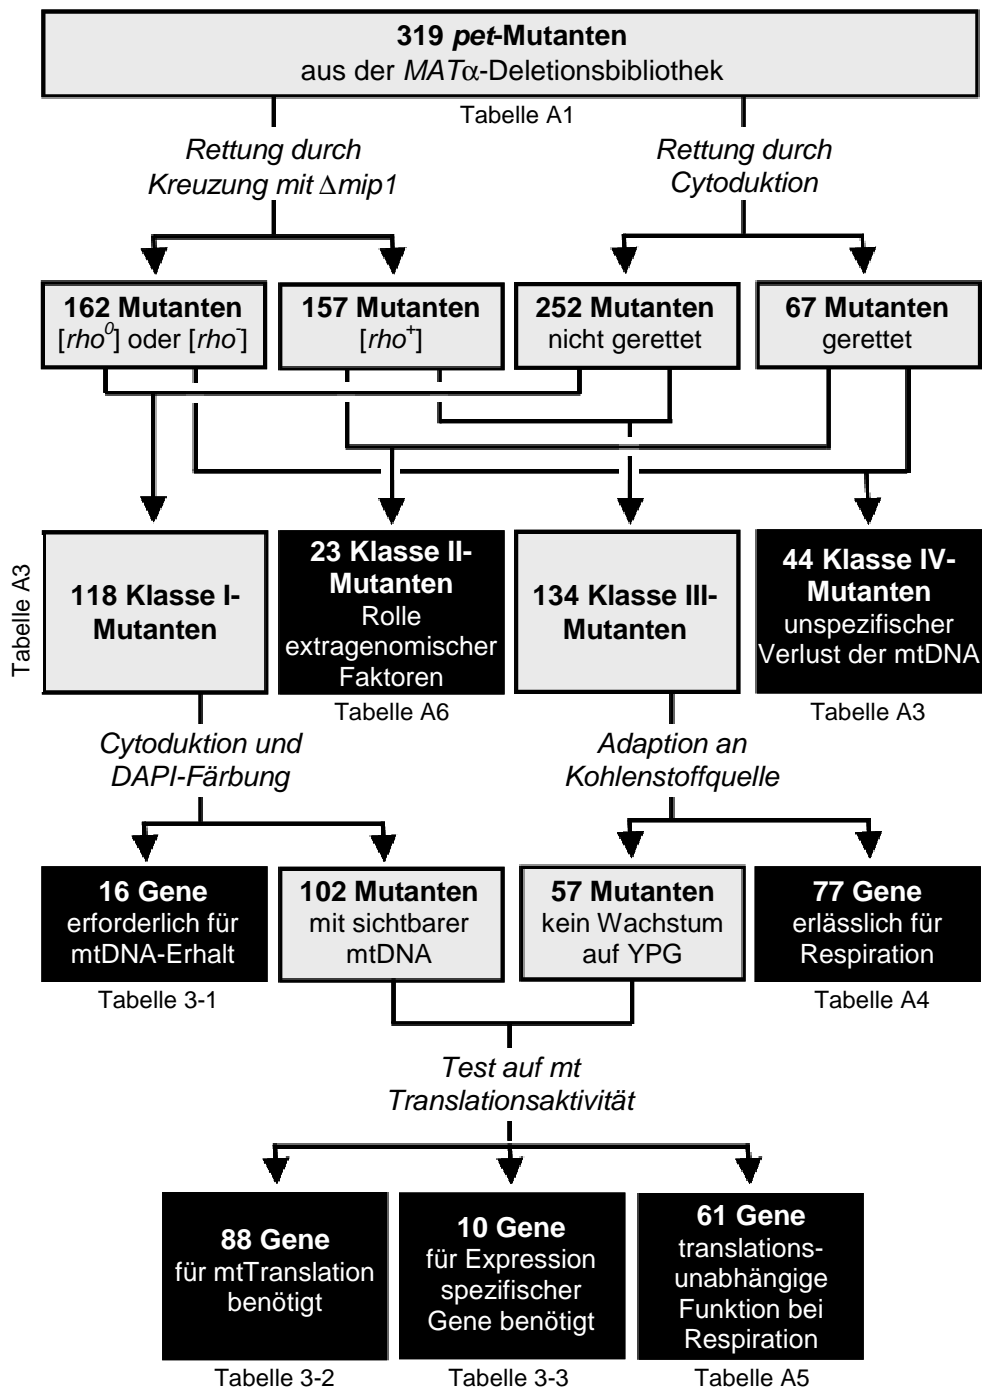 319 pet-Mutanten
aus der MATα-Deletionsbibliothek
Tabelle A1
Rettung durch
Kreuzung mit Δmip1
Rettung durch
Cytoduktion
162 Mutanten
[rho⁰] oder [rho⁻]
157 Mutanten
[rho⁺]
252 Mutanten
nicht gerettet
67 Mutanten
gerettet
Tabelle A3
118 Klasse I-
Mutanten
23 Klasse II-
Mutanten
Rolle
extragenomischer
Faktoren
Tabelle A6
134 Klasse III-
Mutanten
44 Klasse IV-
Mutanten
unspezifischer
Verlust der mtDNA
Tabelle A3
Cytoduktion und
DAPI-Färbung
Adaption an
Kohlenstoffquelle
16 Gene
erforderlich für
mtDNA-Erhalt
Tabelle 3-1
102 Mutanten
mit sichtbarer
mtDNA
57 Mutanten
kein Wachstum
auf YPG
77 Gene
erlässlich für
Respiration
Tabelle A4
Test auf mt
Translationsaktivität
88 Gene
für mtTranslation
benötigt
Tabelle 3-2
10 Gene
für Expression
spezifischer
Gene benötigt
Tabelle 3-3
61 Gene
translations-
unabhängige
Funktion bei
Respiration
Tabelle A5